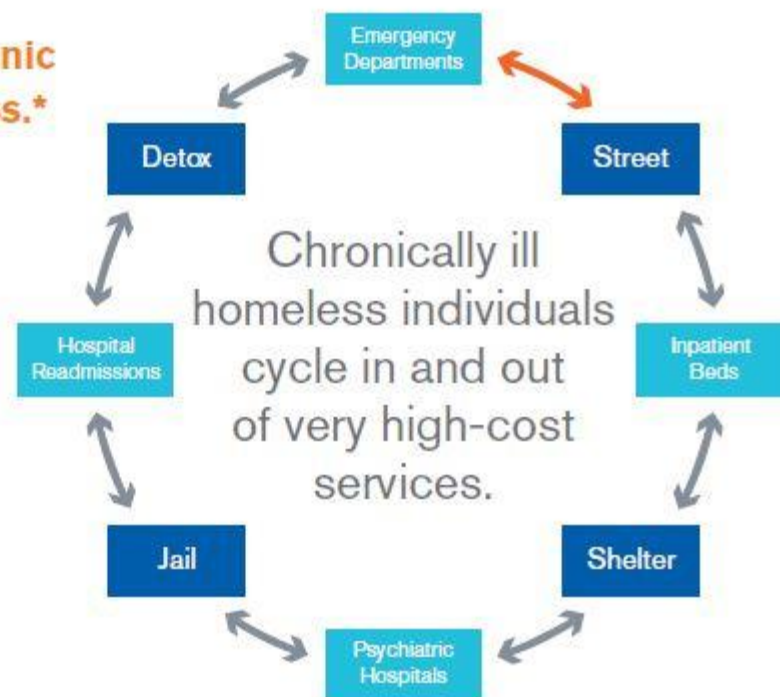 nic
s.*
Emergency
Departments
Detox
Street
Chronically ill
homeless individuals
cycle in and out
of very high-cost
services.
Hospital
Readmissions
Inpatient
Beds
Jail
Shelter
Psychiatric
Hospitals